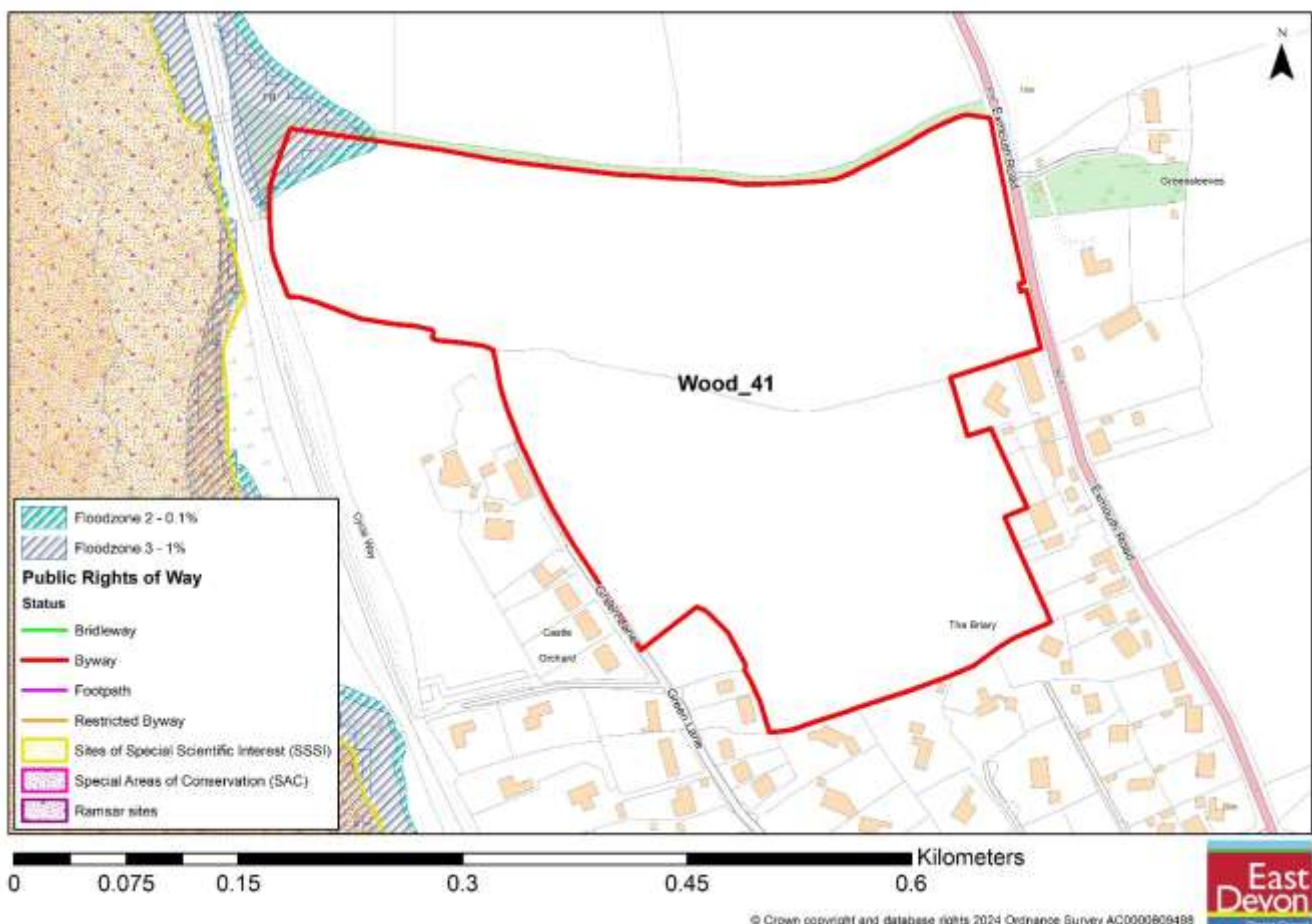 N
Exmouth Road
Greensleeves
Wood_41
Cycle Way
Exmouth Road
Green Lane
The Briary
Castle
Orchard
Green Lane
Floodzone 2 - 0.1%
Floodzone 3 - 1%
Public Rights of Way
Status
Bridleway
Byway
Footpath
Restricted Byway
Sites of Special Scientific Interest (SSSI)
Special Areas of Conservation (SAC)
Ramsar sites
Kilometers
0 0.075 0.15 0.3 0.45 0.6
East
Devon
© Crown copyright and database rights 2024 Ordnance Survey AC0000809498